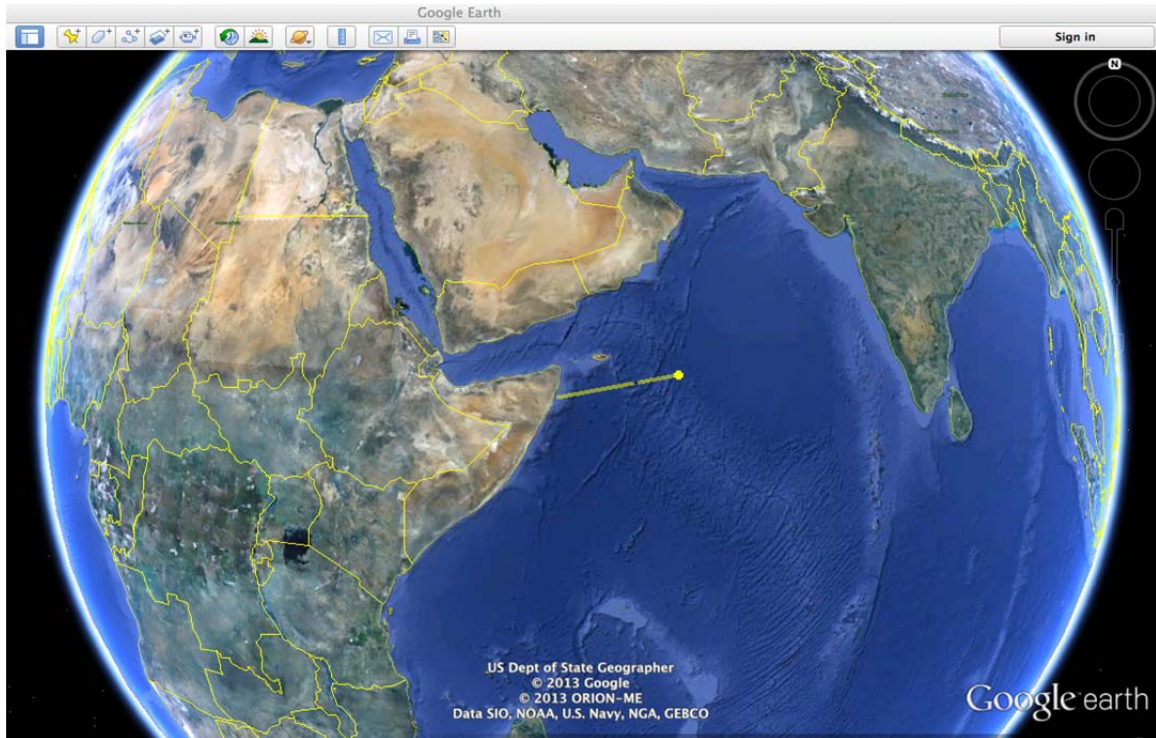 Google Earth
Sign in
N
US Dept of State Geographer
© 2013 Google
© 2013 ORION-ME
Data SIO, NOAA, U.S. Navy, NGA, GEBCO
Google earth